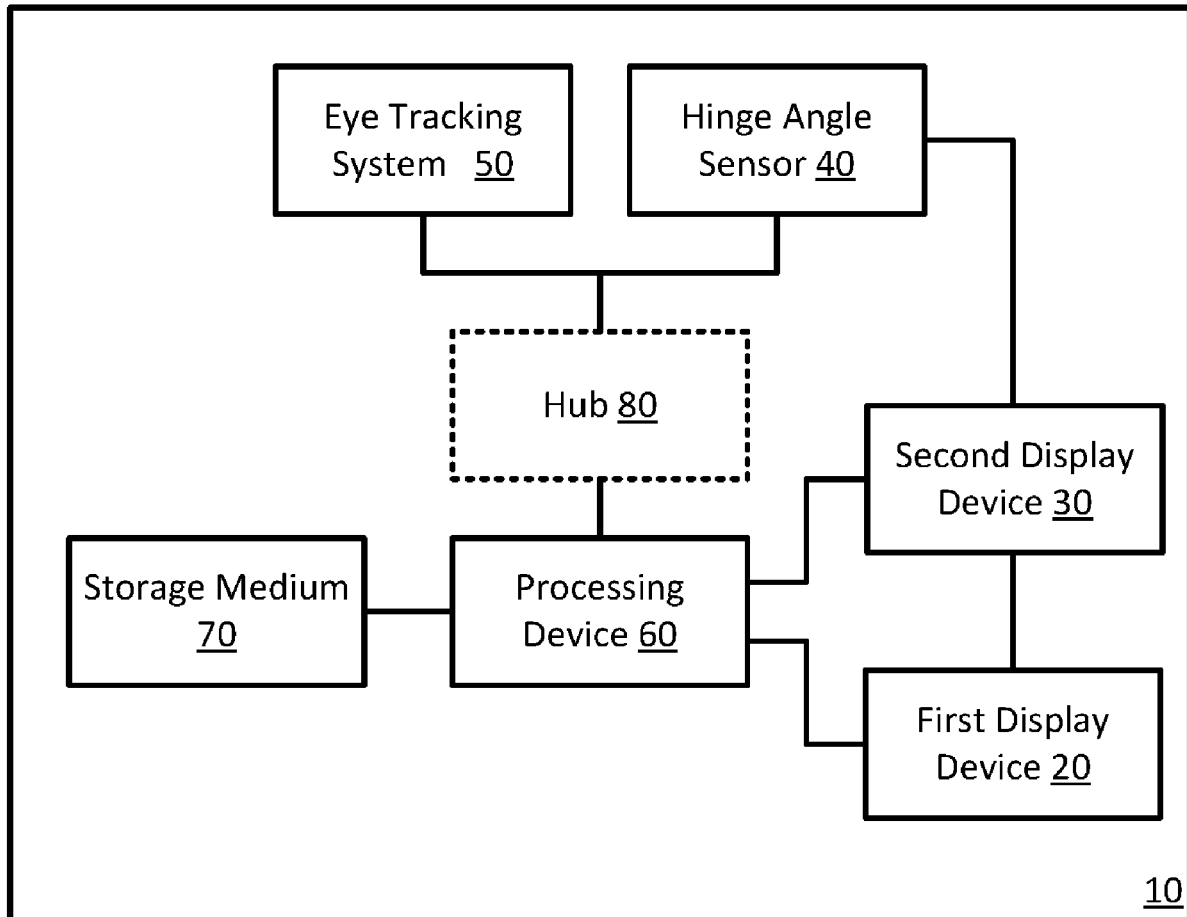 Eye Tracking
System 50
Hinge Angle
Sensor 40
Hub 80
Second Display
Device 30
Storage Medium
70
Processing
Device 60
First Display
Device 20
10